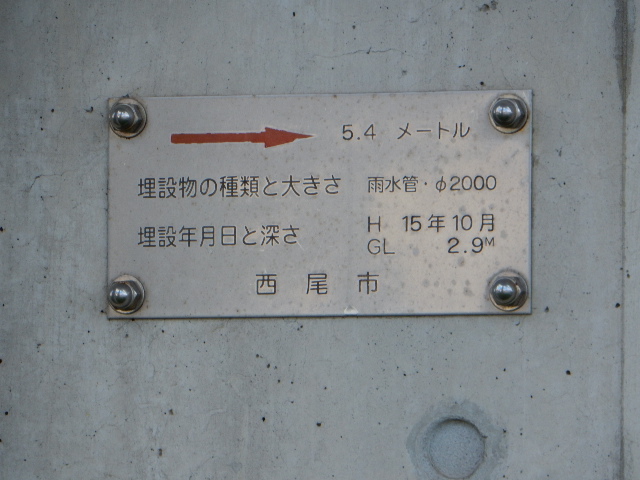 5.4 メートル
埋設物の種類と大きさ 雨水管・φ2000
埋設年月日と深さ H 15年10月
GL 2.9M
西尾市